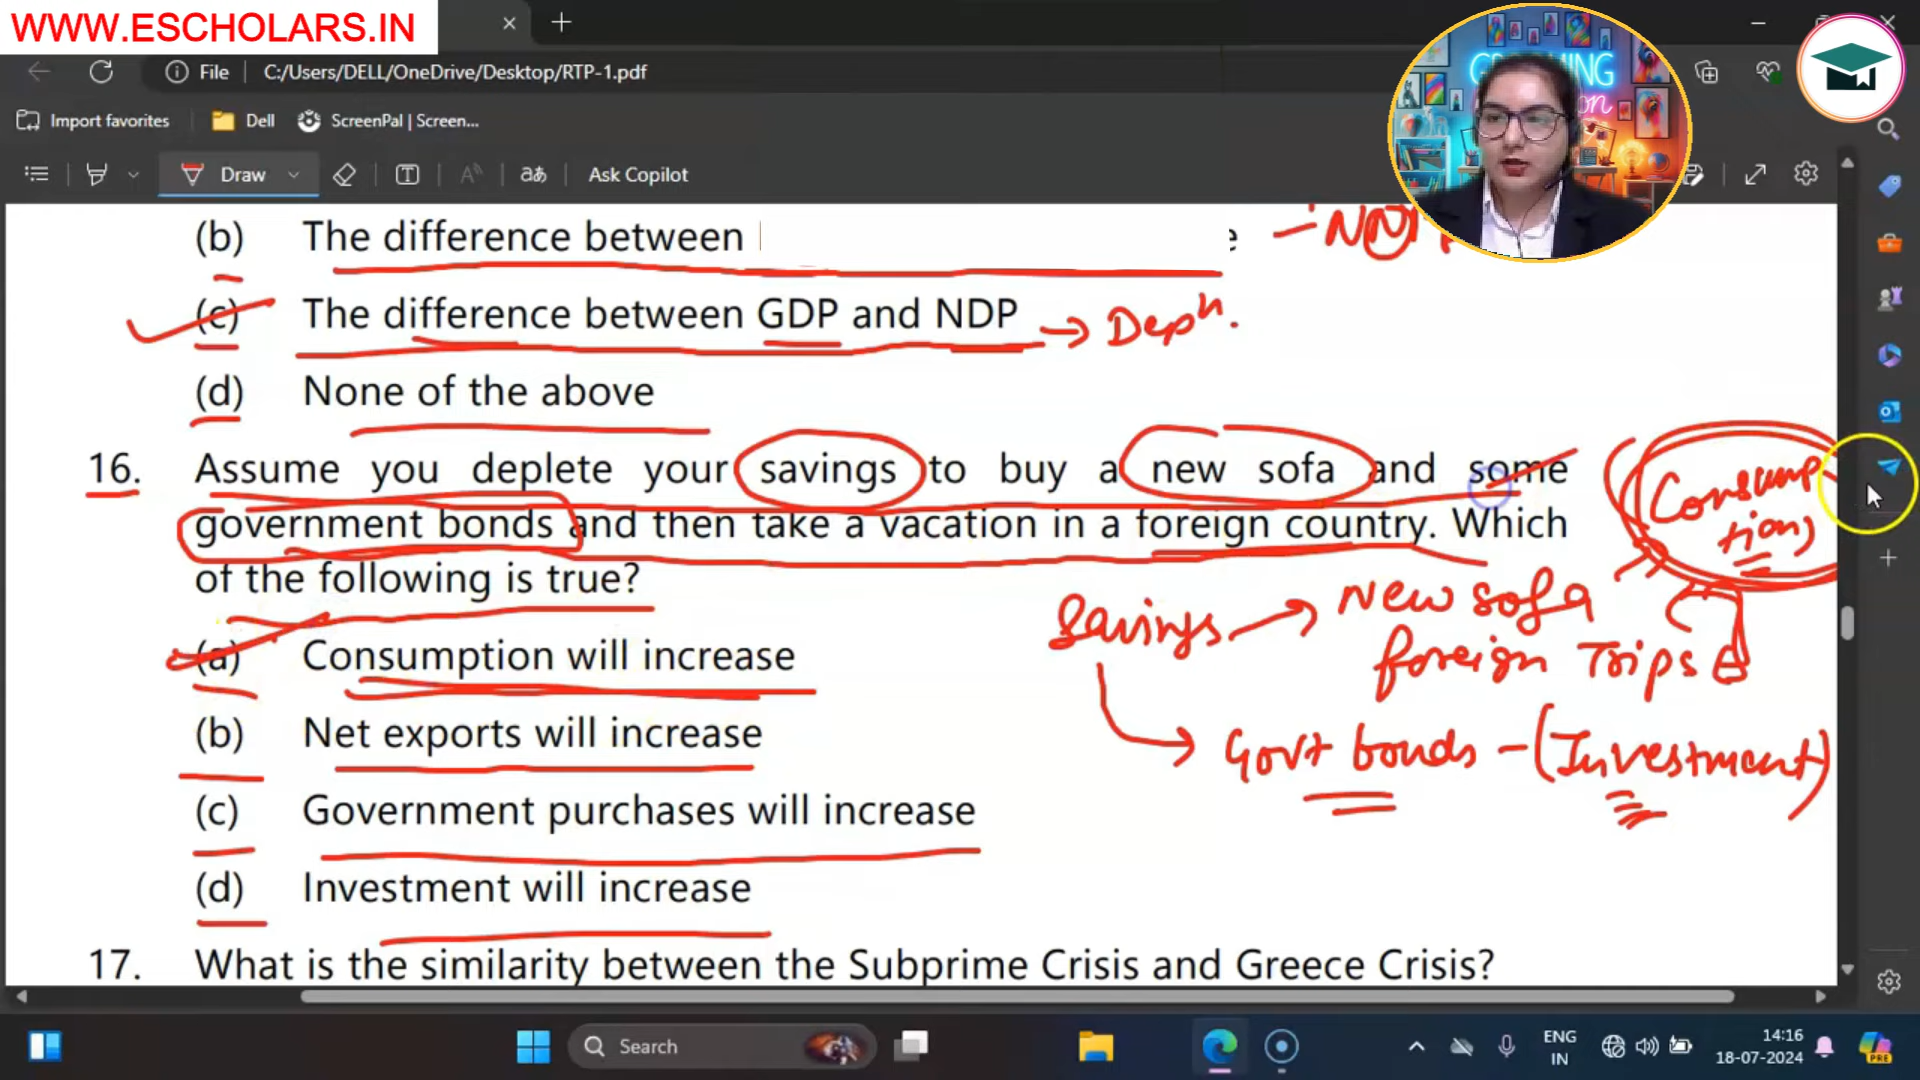 WWW.ESCHOLARS.IN
File C:/Users/DELL/OneDrive/Desktop/RTP-1.pdf
Import favorites Dell ScreenPal | Screen...
Draw Ask Copilot
(b) The difference between
(c) The difference between GDP and NDP → Depn.
(d) None of the above
16. Assume you deplete your savings to buy a new sofa and some
government bonds and then take a vacation in a foreign country. Which
of the following is true?
Consump
tion)
Savings → New sofa
foreign Trips
Govt bonds - (Investment)
(a) Consumption will increase
(b) Net exports will increase
(c) Government purchases will increase
(d) Investment will increase
17. What is the similarity between the Subprime Crisis and Greece Crisis?
Search
ENG
IN
14:16
18-07-2024
PRE